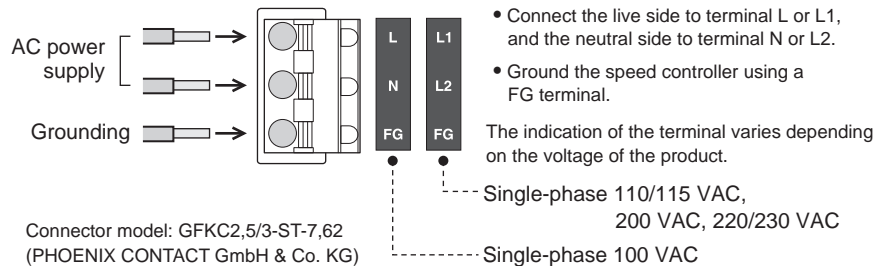 AC power
supply
Grounding
L
N
FG
L1
L2
FG
• Connect the live side to terminal L or L1,
and the neutral side to terminal N or L2.
• Ground the speed controller using a
FG terminal.
The indication of the terminal varies depending
on the voltage of the product.
Single-phase 110/115 VAC,
200 VAC, 220/230 VAC
Single-phase 100 VAC
Connector model: GFKC2,5/3-ST-7,62
(PHOENIX CONTACT GmbH & Co. KG)